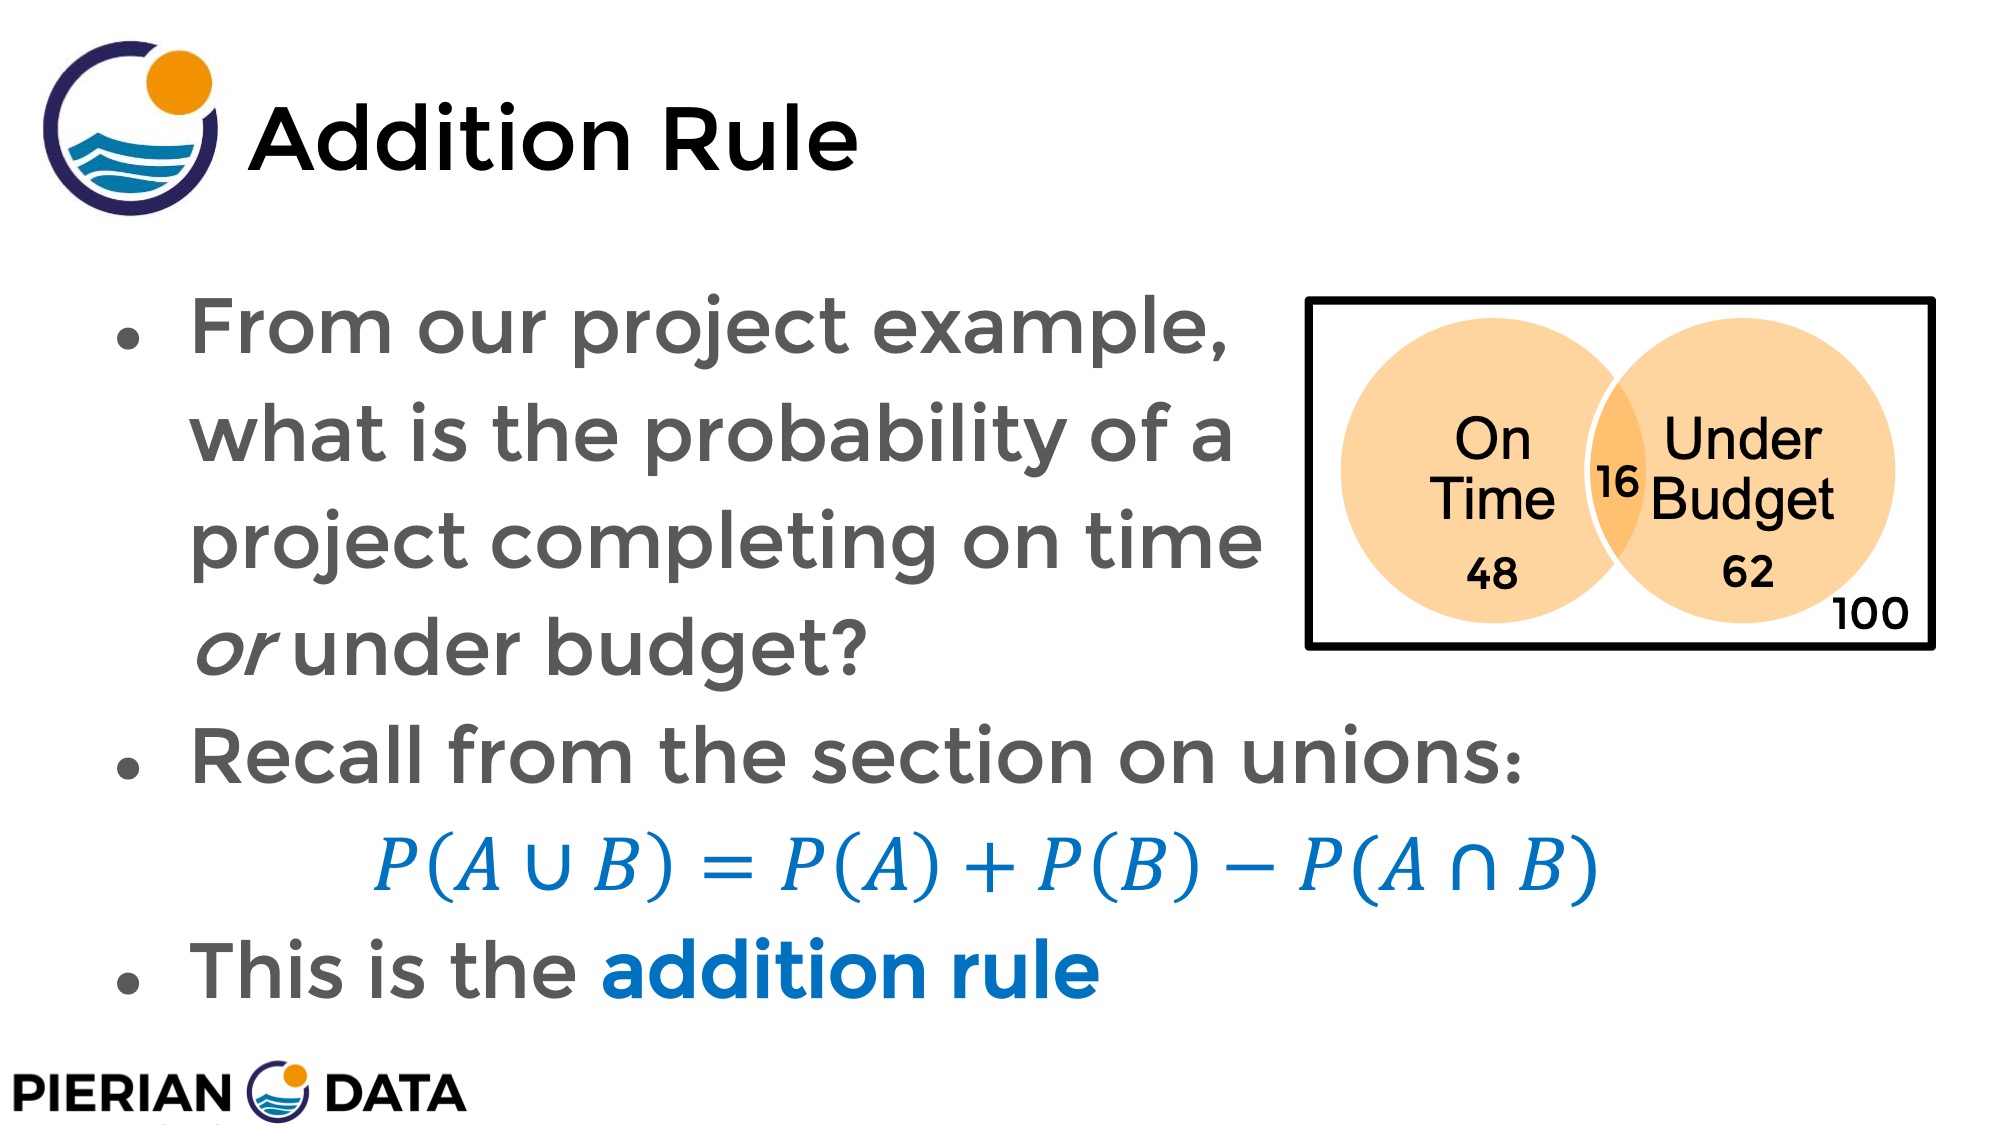 Addition Rule
• From our project example,
what is the probability of a
project completing on time
or under budget?
On
Time
48
16
Under
Budget
62
100
• Recall from the section on unions:
P(A ∪ B) = P(A) + P(B) − P(A ∩ B)
• This is the addition rule
PIERIAN DATA